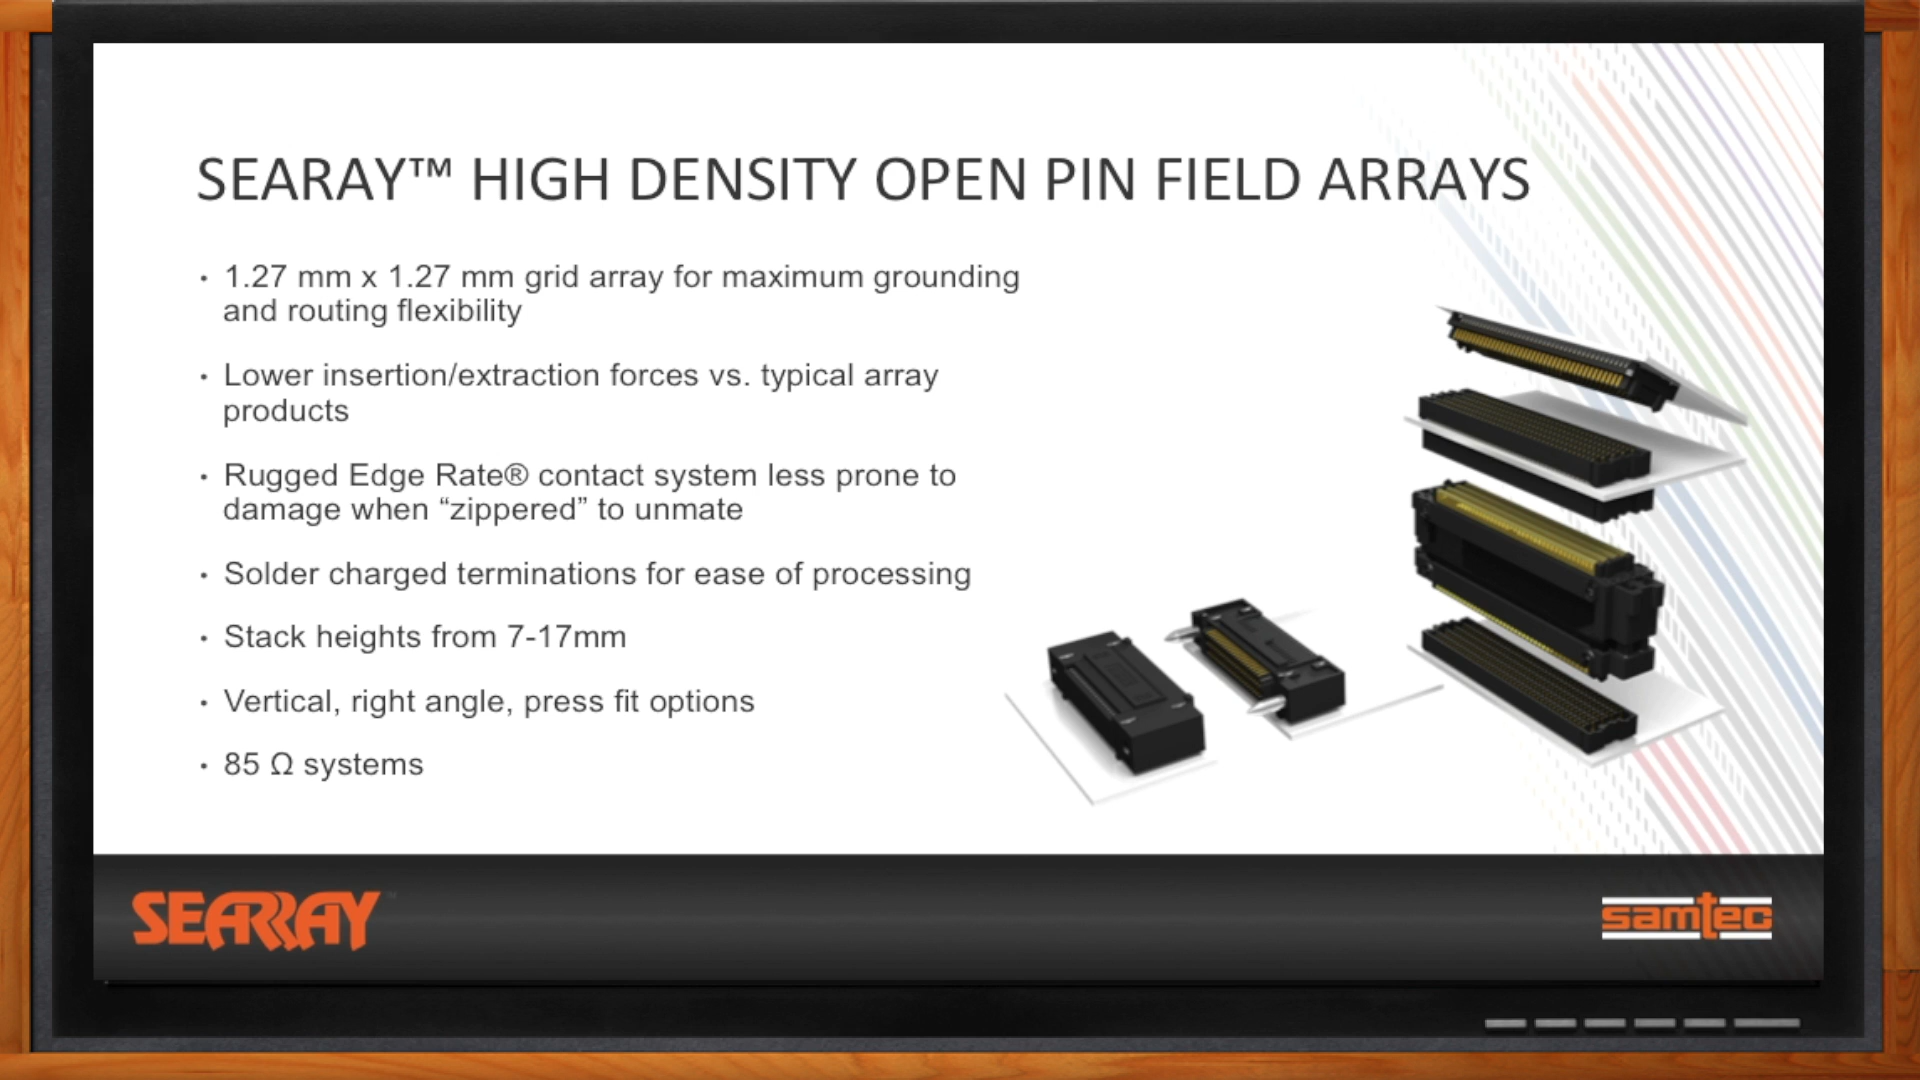 SEARAY™ HIGH DENSITY OPEN PIN FIELD ARRAYS
• 1.27 mm x 1.27 mm grid array for maximum grounding
and routing flexibility
• Lower insertion/extraction forces vs. typical array
products
• Rugged Edge Rate® contact system less prone to
damage when “zippered” to unmate
• Solder charged terminations for ease of processing
• Stack heights from 7-17mm
• Vertical, right angle, press fit options
• 85 Ω systems
SEARAY™
samtec